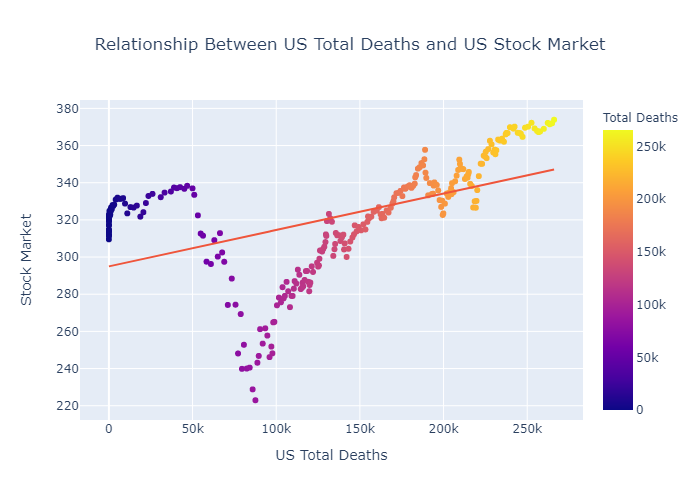 Relationship Between US Total Deaths and US Stock Market
Total Deaths
380
360
340
320
300
280
260
240
220
Stock Market
0
50k
100k
150k
200k
250k
US Total Deaths
250k
200k
150k
100k
50k
0